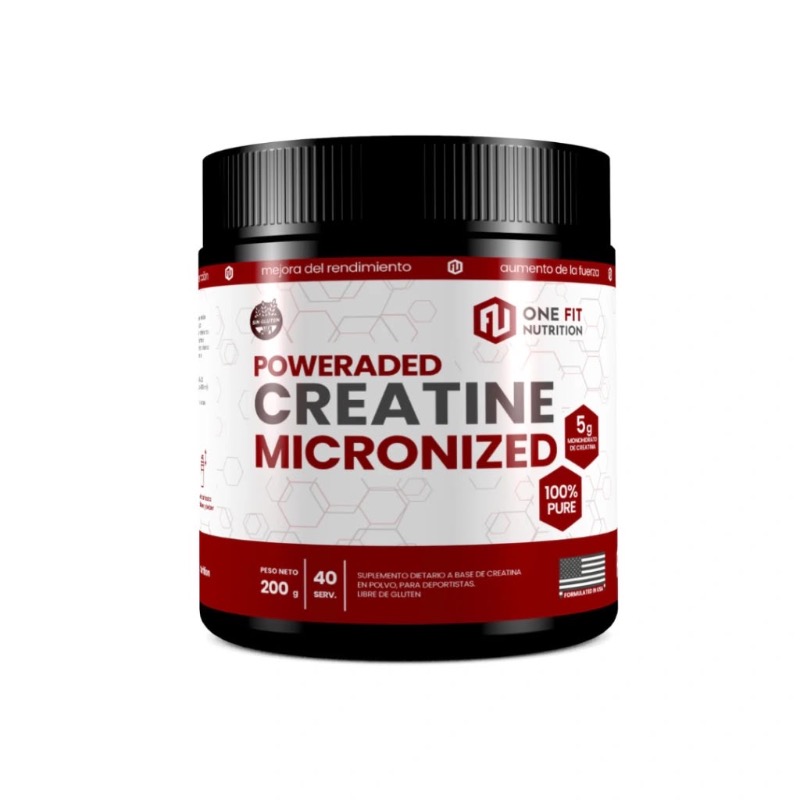 mejora del rendimiento
aumento de la fuerza
SIN GLUTEN
ONE FIT
NUTRITION
POWERADED
CREATINE
MICRONIZED
5g
MONOHIDRATO
DE CREATINA
100%
PURE
PESO NETO
200 g
40
SERV.
SUPLEMENTO DIETARIO A BASE DE CREATINA
EN POLVO, PARA DEPORTISTAS.
LIBRE DE GLUTEN
* FORMULATED IN USA *